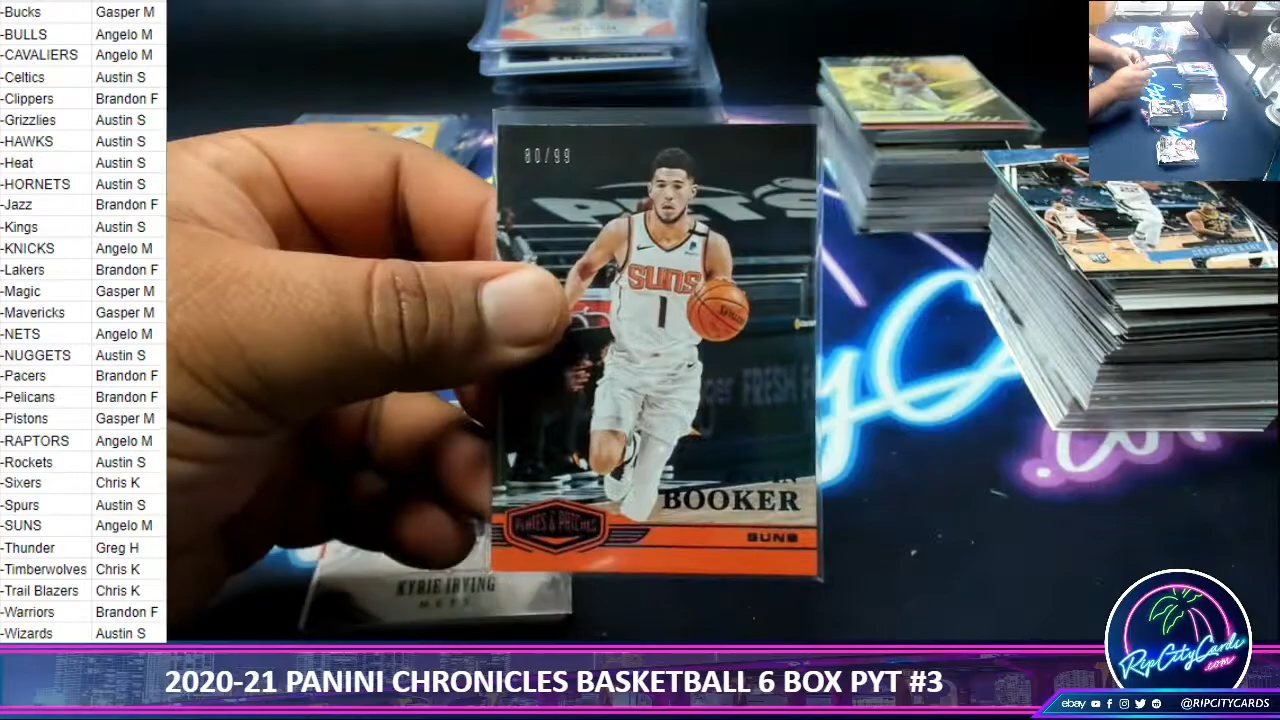 -Bucks Gasper M
-BULLS Angelo M
-CAVALIERS Angelo M
-Celtics Austin S
-Clippers Brandon F
-Grizzlies Austin S
-HAWKS Austin S
-Heat Austin S
-HORNETS Austin S
-Jazz Brandon F
-Kings Austin S
-KNICKS Angelo M
-Lakers Brandon F
-Magic Gasper M
-Mavericks Gasper M
-NETS Angelo M
-NUGGETS Austin S
-Pacers Brandon F
-Pelicans Brandon F
-Pistons Gasper M
-RAPTORS Angelo M
-Rockets Austin S
-Sixers Chris K
-Spurs Austin S
-SUNS Angelo M
-Thunder Greg H
-Timberwolves Chris K
-Trail Blazers Chris K
-Warriors Brandon F
-Wizards Austin S
80/99
SUNS
1
BOOKER
PLATES & PATCHES
SUNS
KYRIE IRVING
NETS
.com
RipCityCards
.com
2020-21 PANINI CHRONICLES BASKETBALL 6 BOX PYT #3
ebay @RIPCITYCARDS